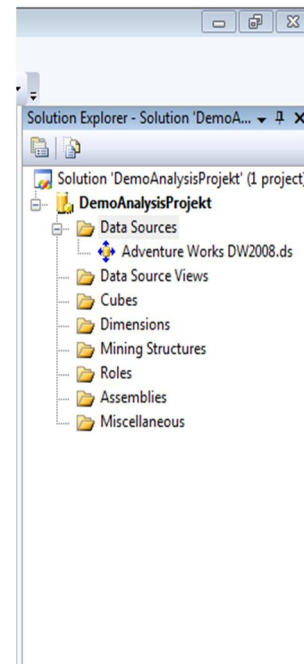 Solution Explorer - Solution 'DemoA...
Solution 'DemoAnalysisProjekt' (1 project)
DemoAnalysisProjekt
Data Sources
Adventure Works DW2008.ds
Data Source Views
Cubes
Dimensions
Mining Structures
Roles
Assemblies
Miscellaneous